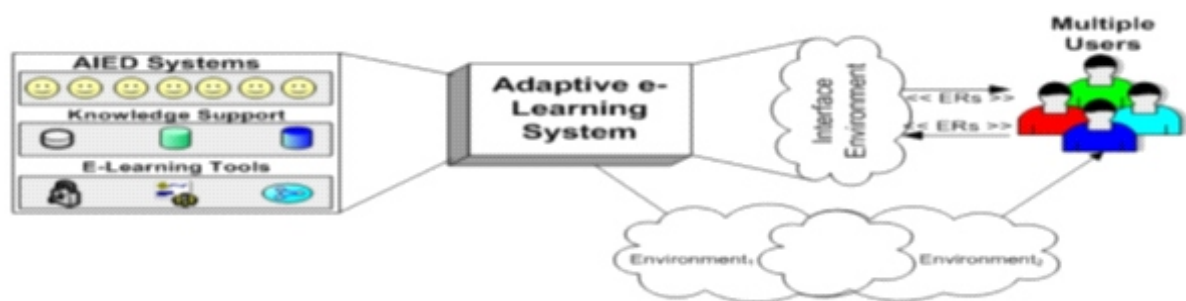 AIED Systems
Knowledge Support
E-Learning Tools
Adaptive e-
Learning
System
Interface
Environment
<< ERs >>
<< ERs >>
Multiple
Users
Environment₁
Environment₂